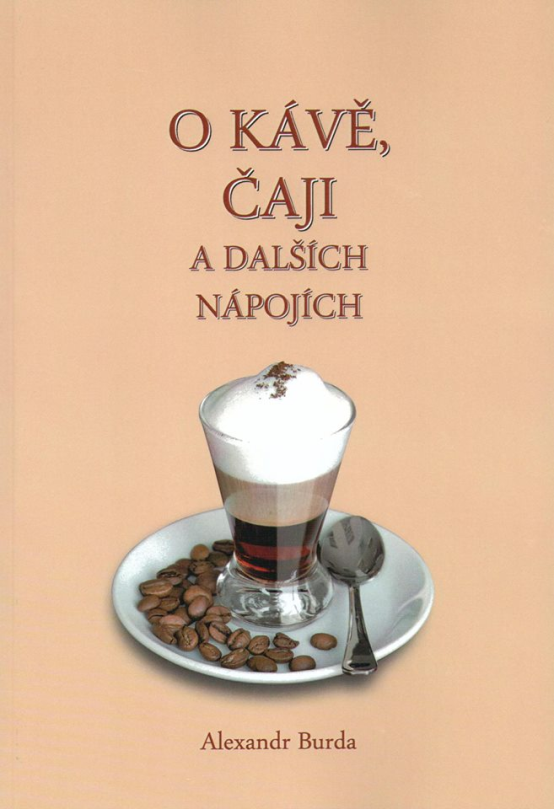 O KÁVĚ,
ČAJI
A DALŠÍCH
NÁPOJÍCH
Alexandr Burda